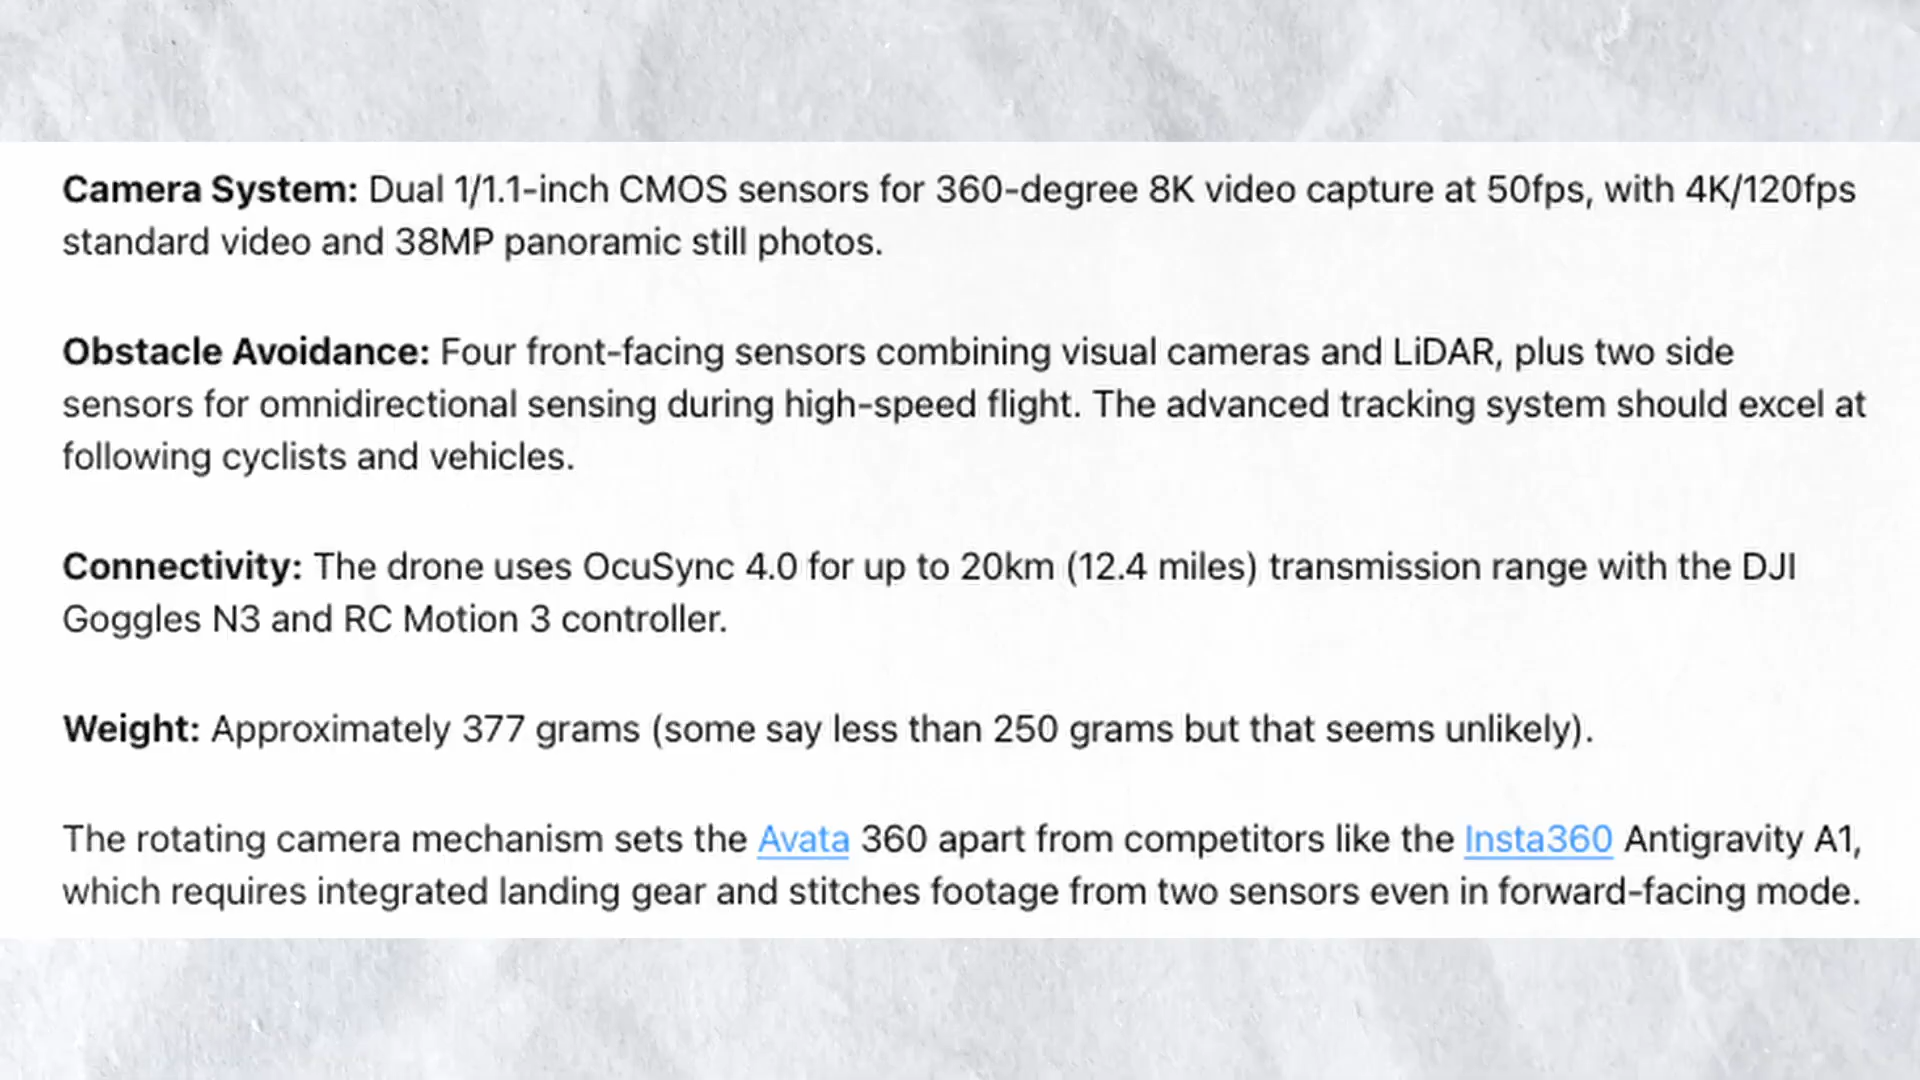 Camera System: Dual 1/1.1-inch CMOS sensors for 360-degree 8K video capture at 50fps, with 4K/120fps
standard video and 38MP panoramic still photos.
Obstacle Avoidance: Four front-facing sensors combining visual cameras and LiDAR, plus two side
sensors for omnidirectional sensing during high-speed flight. The advanced tracking system should excel at
following cyclists and vehicles.
Connectivity: The drone uses OcuSync 4.0 for up to 20km (12.4 miles) transmission range with the DJI
Goggles N3 and RC Motion 3 controller.
Weight: Approximately 377 grams (some say less than 250 grams but that seems unlikely).
The rotating camera mechanism sets the Avata 360 apart from competitors like the Insta360 Antigravity A1,
which requires integrated landing gear and stitches footage from two sensors even in forward-facing mode.